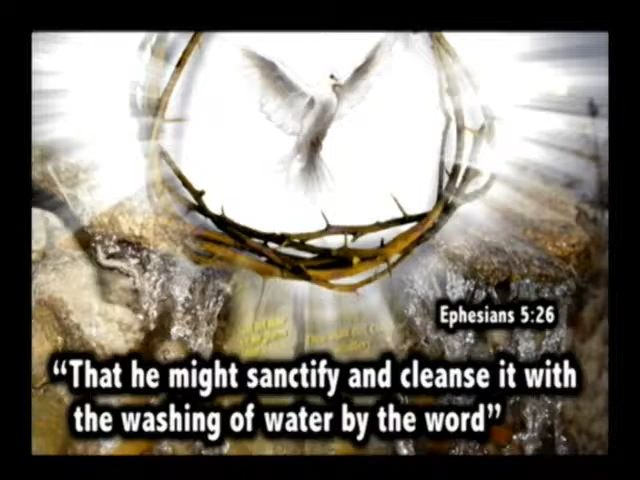 Ephesians 5:26
“That he might sanctify and cleanse it with
the washing of water by the word”